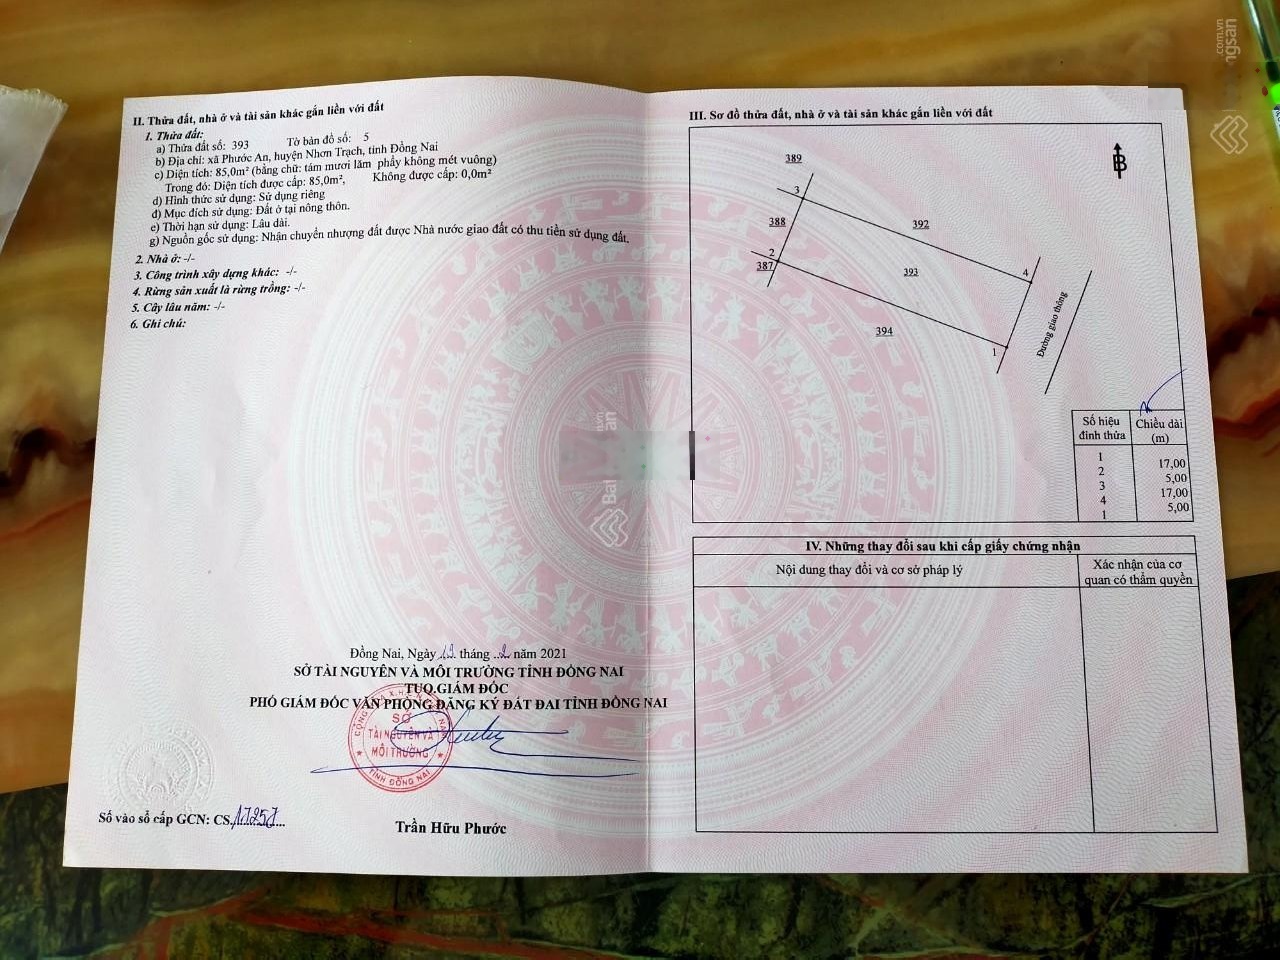 II. Thửa đất, nhà ở và tài sản khác gắn liền với đất
1. Thửa đất:
a) Thửa đất số: 393 Tờ bản đồ số: 5
b) Địa chỉ: xã Phước An, huyện Nhơn Trạch, tỉnh Đồng Nai
c) Diện tích: 85,0m² (bằng chữ: tám mươi lăm phẩy không mét vuông)
Trong đó: Diện tích được cấp: 85,0m², Không được cấp: 0,0m²
d) Hình thức sử dụng: Sử dụng riêng
đ) Mục đích sử dụng: Đất ở tại nông thôn.
e) Thời hạn sử dụng: Lâu dài.
g) Nguồn gốc sử dụng: Nhận chuyển nhượng đất được Nhà nước giao đất có thu tiền sử dụng đất.
2. Nhà ở: -/-
3. Công trình xây dựng khác: -/-
4. Rừng sản xuất là rừng trồng: -/-
5. Cây lâu năm: -/-
6. Ghi chú:
Đồng Nai, Ngày tháng 2 năm 2021
SỞ TÀI NGUYÊN VÀ MÔI TRƯỜNG TỈNH ĐỒNG NAI
TUQ.GIÁM ĐỐC
PHÓ GIÁM ĐỐC VĂN PHÒNG ĐĂNG KÝ ĐẤT ĐAI TỈNH ĐỒNG NAI
SỞ
TÀI NGUYÊN VÀ
MÔI TRƯỜNG
TỈNH ĐỒNG NAI
Số vào sổ cấp GCN: CS.
Trần Hữu Phước
III. Sơ đồ thửa đất, nhà ở và tài sản khác gắn liền với đất
B
389
3
388
392
2
387
393
4
394
1
Đường giao thông
Số hiệu đỉnh thửa
Chiều dài (m)
1
17,00
2
5,00
3
17,00
4
5,00
1
IV. Những thay đổi sau khi cấp giấy chứng nhận
Nội dung thay đổi và cơ sở pháp lý
Xác nhận của cơ
quan có thẩm quyền
.com.vn